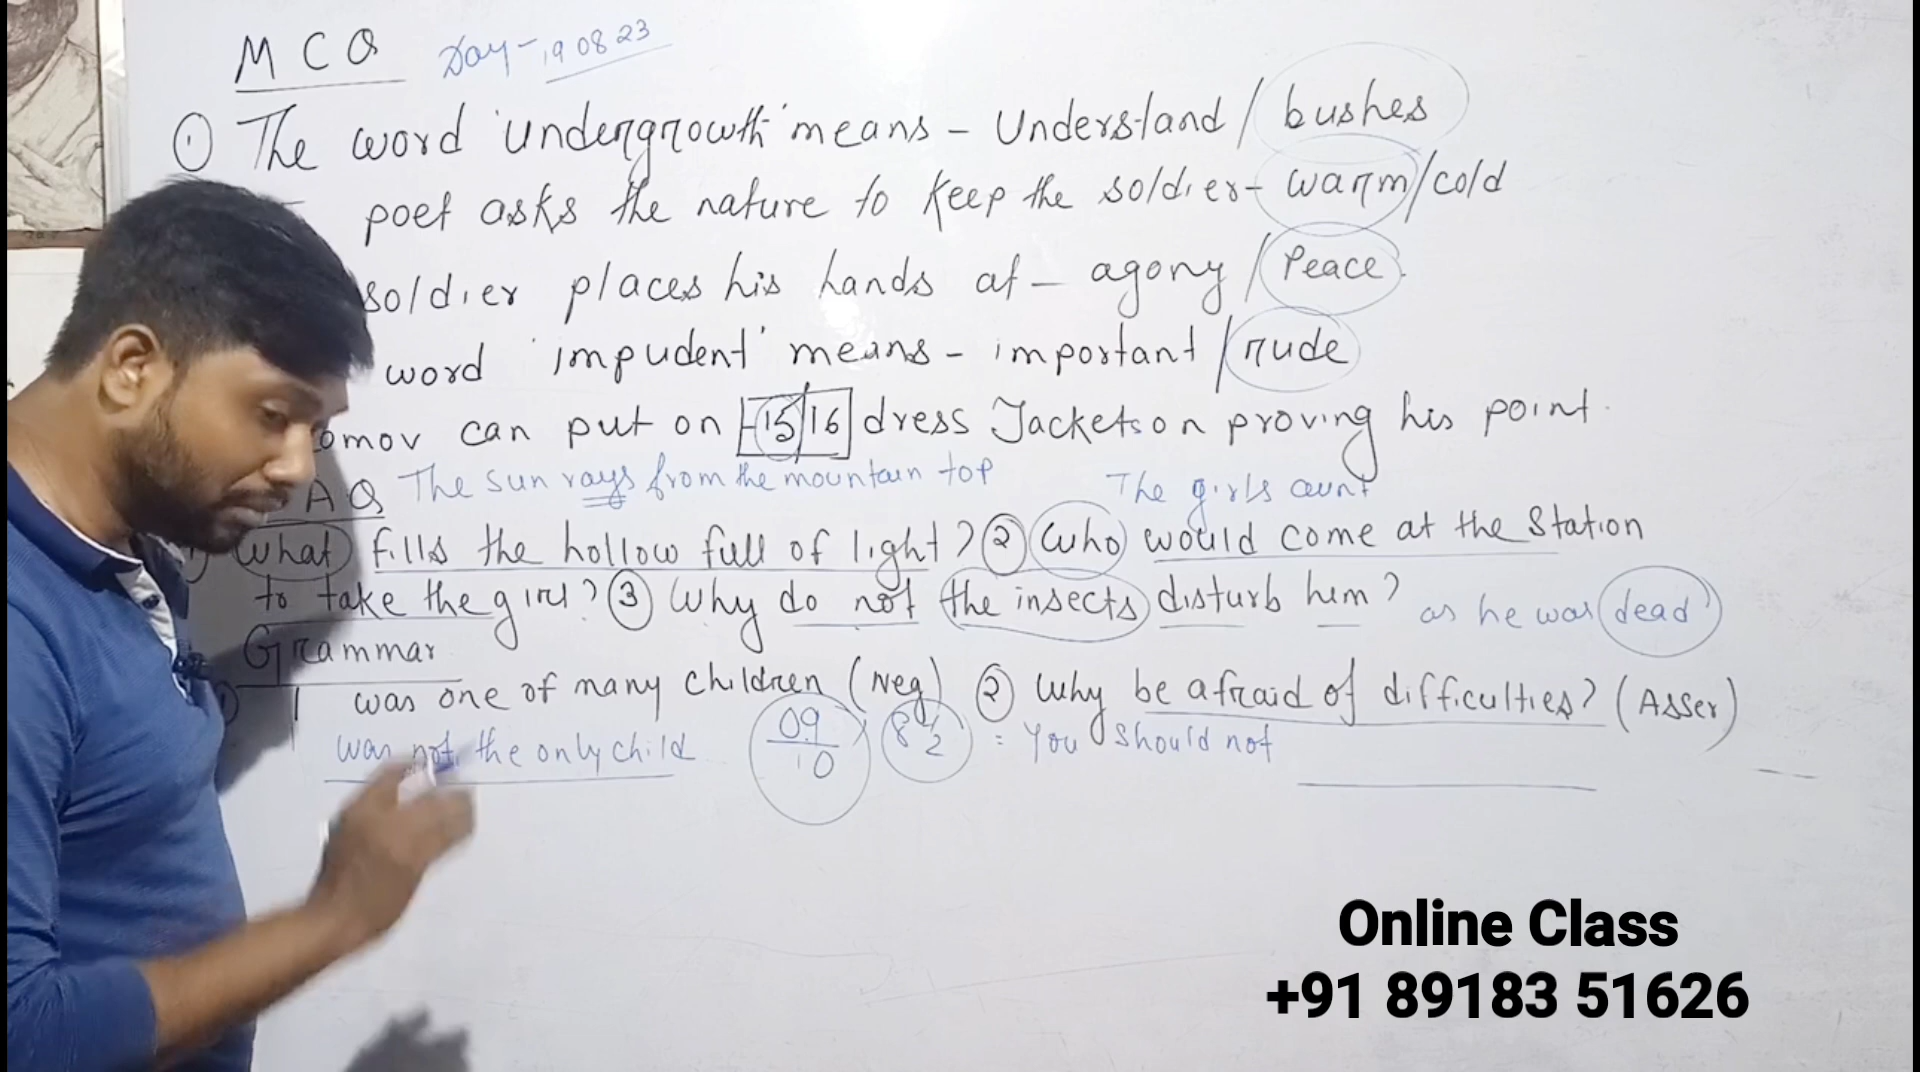 MCQ Day- 19 08 23
① The word 'undergrowth' means - Understand / bushes
poet asks the nature to keep the soldier- warm/cold
soldier places his hands at - agony / Peace
word 'impudent' means - important / rude
omov can put on 15/16 dress Jackets on proving his point
AQ The sun rays from the mountain top The girls aunt
What fills the hollow full of light? ② Who would come at the Station
to take the girl? ③ Why do not the insects disturb him? as he was dead
Grammar
I was one of many children (Neg) ② Why be afraid of difficulties? (Asser)
was not the only child 09/10 8 1/2 = You should not
Online Class
+91 89183 51626